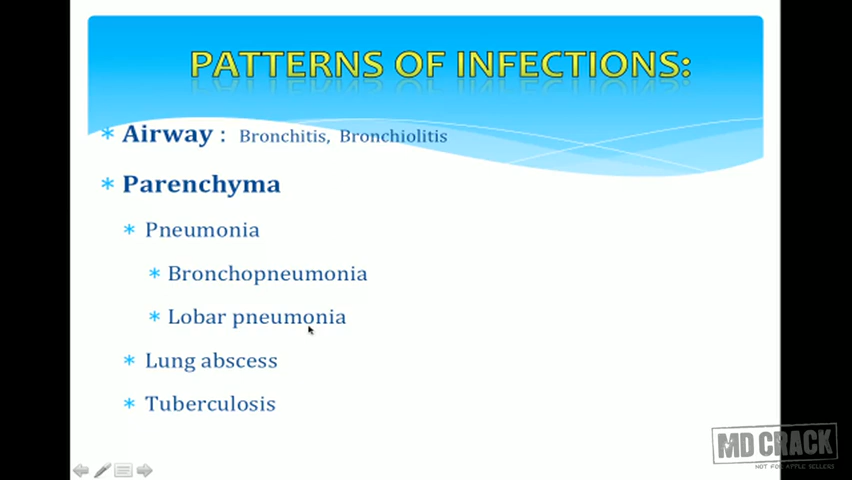 PATTERNS OF INFECTIONS:
* Airway : Bronchitis, Bronchiolitis
* Parenchyma
* Pneumonia
* Bronchopneumonia
* Lobar pneumonia
* Lung abscess
* Tuberculosis
MD CRACK
NOT FOR APPLE SELLERS